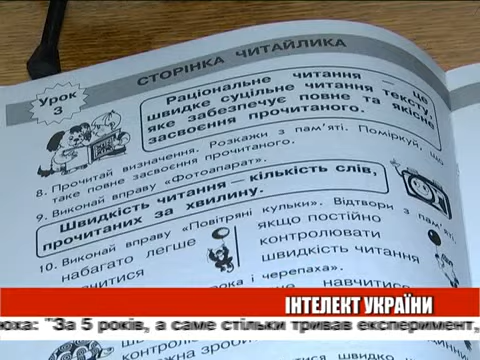 СТОРІНКА ЧИТАЙЛИКА
Урок
3
Раціональне читання — це
швидке суцільне читання тексту,
яке забезпечує повне та якісне
засвоєння прочитаного.
8. Прочитай визначення. Розкажи з пам'яті. Поміркуй, що
таке повне засвоєння прочитаного.
9. Виконай вправу «Фотоапарат».
Швидкість читання — кількість слів,
прочитаних за хвилину.
10. Виконай вправу «Повітряні кульки». Відтвори з пам'яті.
набагато легше
якщо постійно
контролювати
швидкість читання
навчитися
і черепаха».
ІНТЕЛЕКТ УКРАЇНИ
"За 5 років, а саме стільки тривав експеримент,